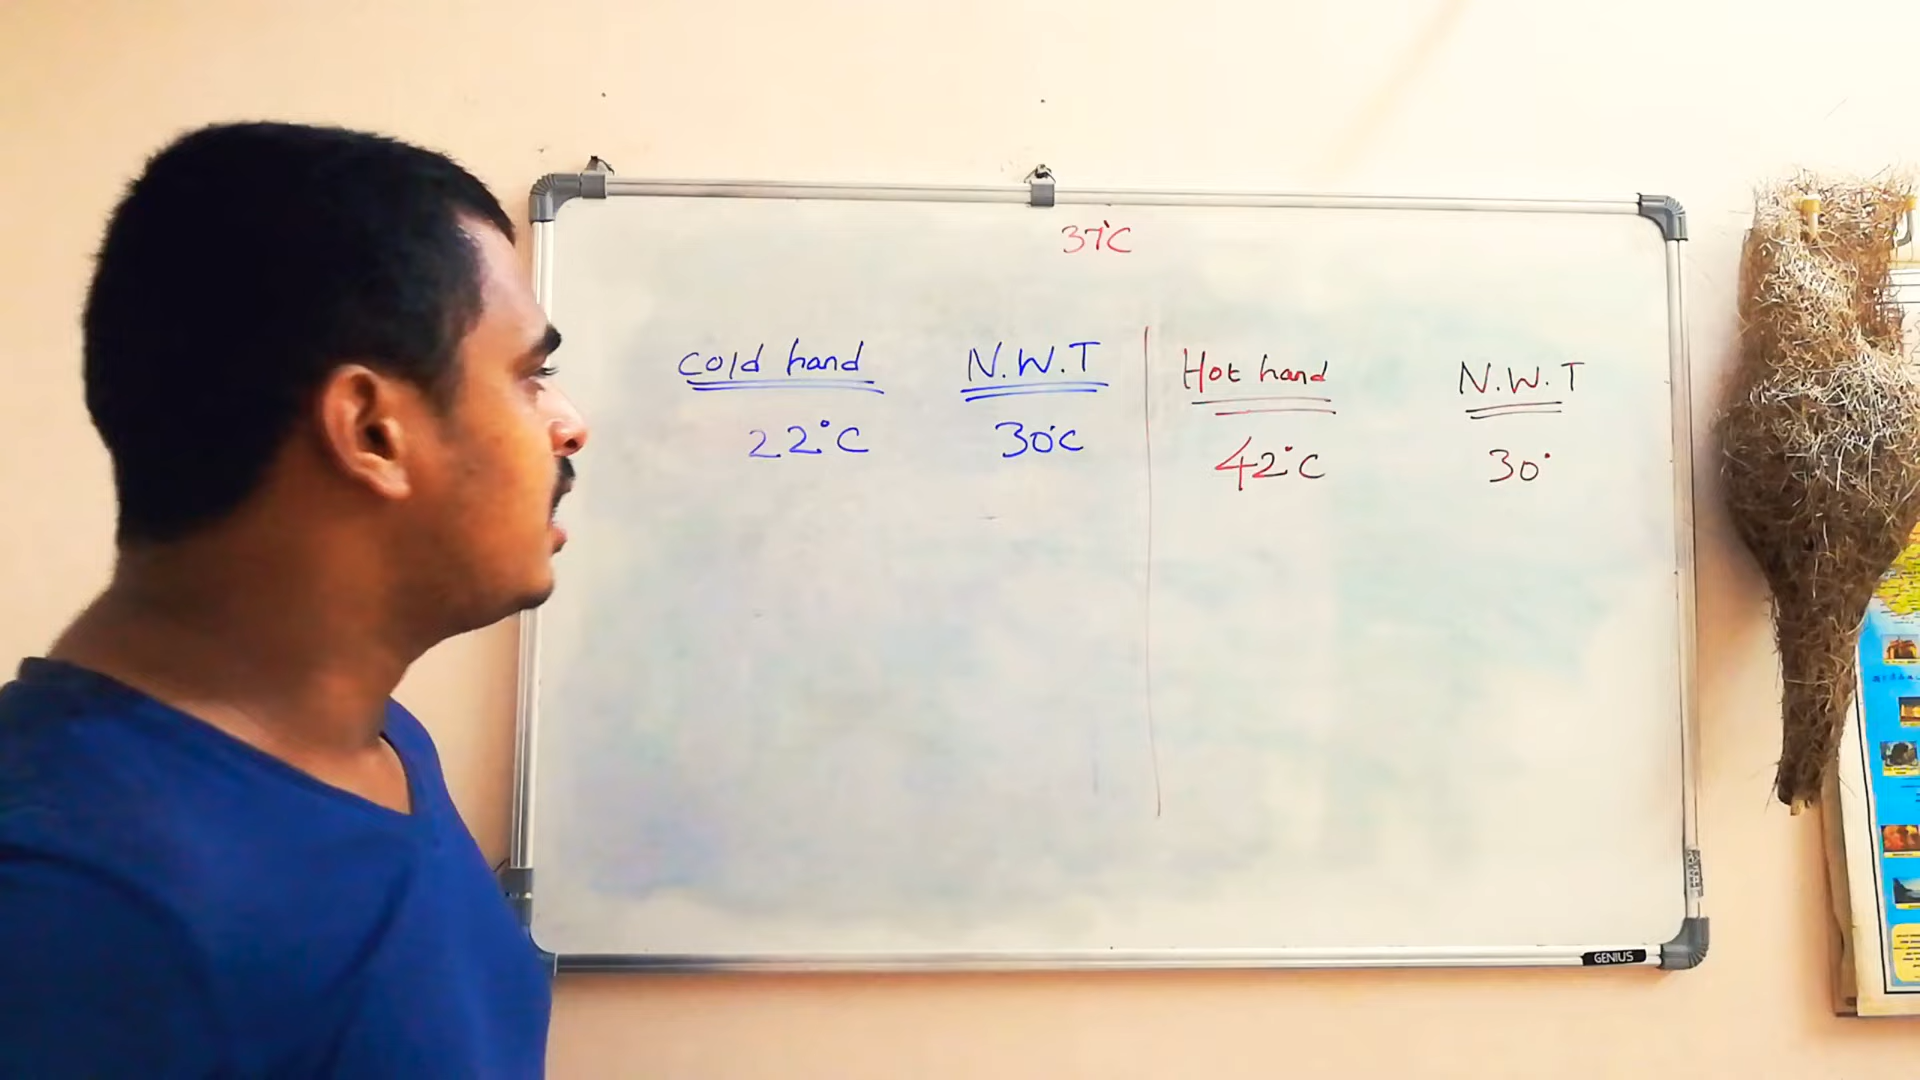 37°C
Cold hand N.W.T
22°C 30°C
Hot hand N.W.T
42°C 30°
GENIUS